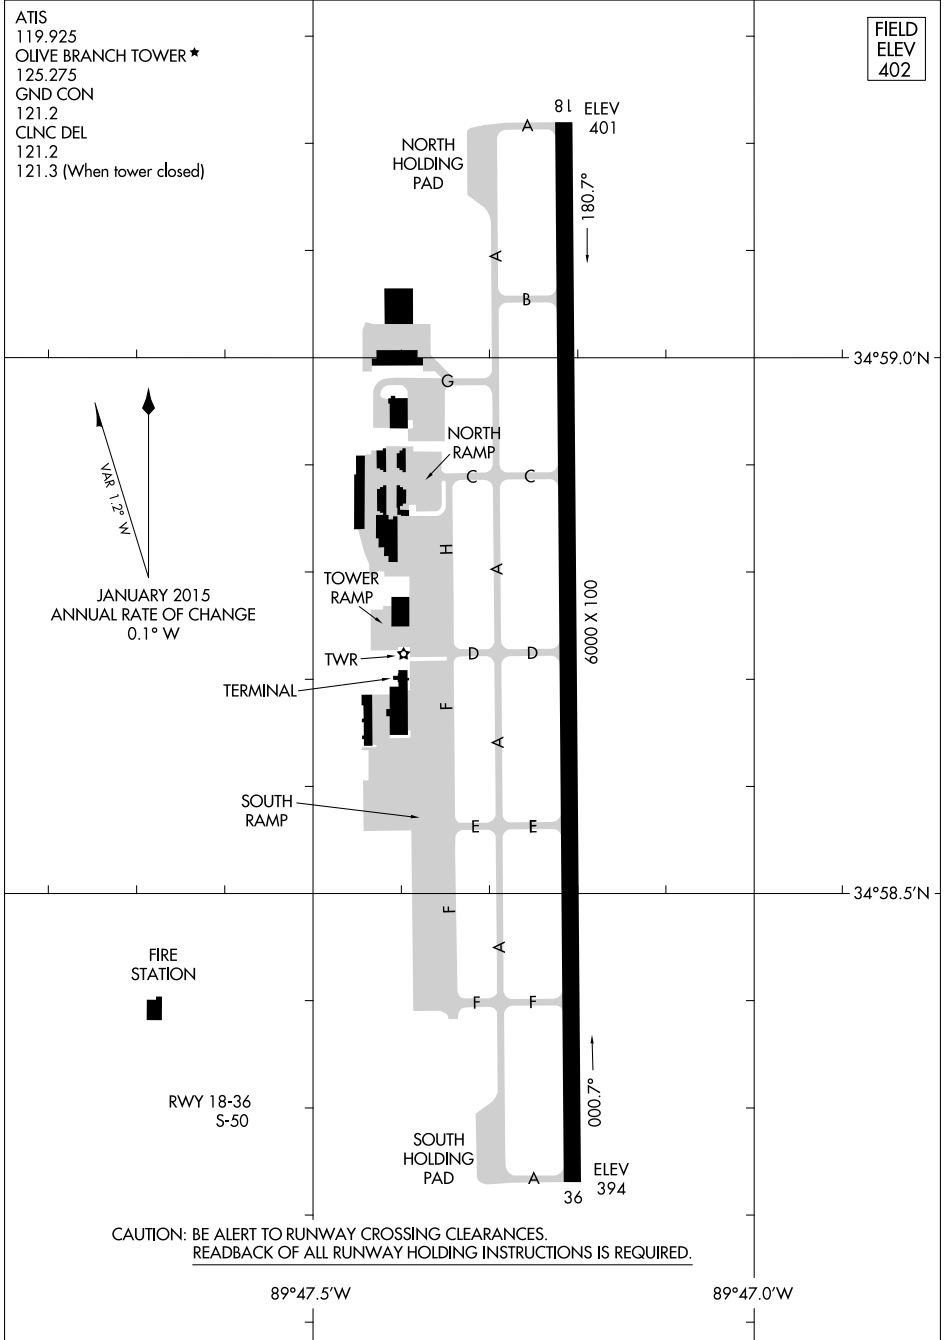 ATIS
119.925
OLIVE BRANCH TOWER★
125.275
GND CON
121.2
CLNC DEL
121.2
121.3 (When tower closed)
FIELD
ELEV
402
18
ELEV
401
A
NORTH
HOLDING
PAD
180.7°
A
B
34°59.0'N
G
NORTH
RAMP
C
C
VAR 1.2° W
H
A
JANUARY 2015
ANNUAL RATE OF CHANGE
0.1° W
TOWER
RAMP
6000 X 100
TWR
D
D
TERMINAL
F
A
SOUTH
RAMP
E
E
34°58.5'N
F
A
FIRE
STATION
F
F
000.7°
RWY 18-36
S-50
SOUTH
HOLDING
PAD
A
36
ELEV
394
CAUTION: BE ALERT TO RUNWAY CROSSING CLEARANCES.
READBACK OF ALL RUNWAY HOLDING INSTRUCTIONS IS REQUIRED.
89°47.5'W
89°47.0'W